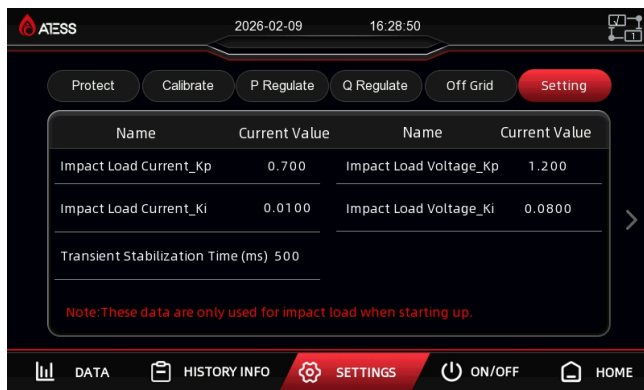 ATESS 2026-02-09 16:28:50
1
Protect Calibrate P Regulate Q Regulate Off Grid Setting
Name Current Value Name Current Value
Impact Load Current_Kp 0.700 Impact Load Voltage_Kp 1.200
Impact Load Current_Ki 0.0100 Impact Load Voltage_Ki 0.0800
Transient Stabilization Time (ms) 500
Note:These data are only used for impact load when starting up.
DATA HISTORY INFO SETTINGS ON/OFF HOME